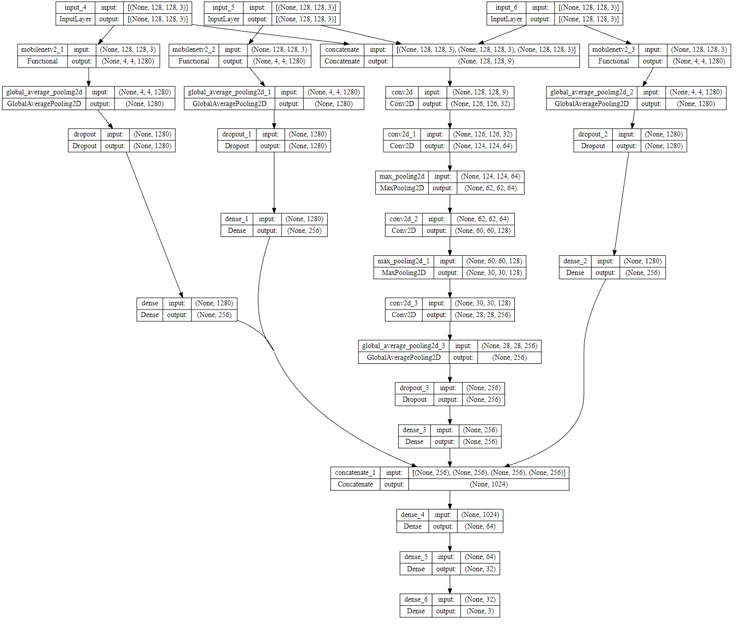 input_4 input: [(None, 128, 128, 3)]
InputLayer output: [(None, 128, 128, 3)]
input_5 input: [(None, 128, 128, 3)]
InputLayer output: [(None, 128, 128, 3)]
input_6 input: [(None, 128, 128, 3)]
InputLayer output: [(None, 128, 128, 3)]
mobilenetv2_1 input: (None, 128, 128, 3)
Functional output: (None, 4, 4, 1280)
mobilenetv2_2 input: (None, 128, 128, 3)
Functional output: (None, 4, 4, 1280)
concatenate input: [(None, 128, 128, 3), (None, 128, 128, 3), (None, 128, 128, 3)]
Concatenate output: (None, 128, 128, 9)
mobilenetv2_3 input: (None, 128, 128, 3)
Functional output: (None, 4, 4, 1280)
global_average_pooling2d input: (None, 4, 4, 1280)
GlobalAveragePooling2D output: (None, 1280)
global_average_pooling2d_1 input: (None, 4, 4, 1280)
GlobalAveragePooling2D output: (None, 1280)
conv2d input: (None, 128, 128, 9)
Conv2D output: (None, 126, 126, 32)
global_average_pooling2d_2 input: (None, 4, 4, 1280)
GlobalAveragePooling2D output: (None, 1280)
dropout input: (None, 1280)
Dropout output: (None, 1280)
dropout_1 input: (None, 1280)
Dropout output: (None, 1280)
conv2d_1 input: (None, 126, 126, 32)
Conv2D output: (None, 124, 124, 64)
dropout_2 input: (None, 1280)
Dropout output: (None, 1280)
max_pooling2d input: (None, 124, 124, 64)
MaxPooling2D output: (None, 62, 62, 64)
dense_1 input: (None, 1280)
Dense output: (None, 256)
conv2d_2 input: (None, 62, 62, 64)
Conv2D output: (None, 60, 60, 128)
max_pooling2d_1 input: (None, 60, 60, 128)
MaxPooling2D output: (None, 30, 30, 128)
dense_2 input: (None, 1280)
Dense output: (None, 256)
dense input: (None, 1280)
Dense output: (None, 256)
conv2d_3 input: (None, 30, 30, 128)
Conv2D output: (None, 28, 28, 256)
global_average_pooling2d_3 input: (None, 28, 28, 256)
GlobalAveragePooling2D output: (None, 256)
dropout_3 input: (None, 256)
Dropout output: (None, 256)
dense_3 input: (None, 256)
Dense output: (None, 256)
concatenate_1 input: [(None, 256), (None, 256), (None, 256), (None, 256)]
Concatenate output: (None, 1024)
dense_4 input: (None, 1024)
Dense output: (None, 64)
dense_5 input: (None, 64)
Dense output: (None, 32)
dense_6 input: (None, 32)
Dense output: (None, 3)